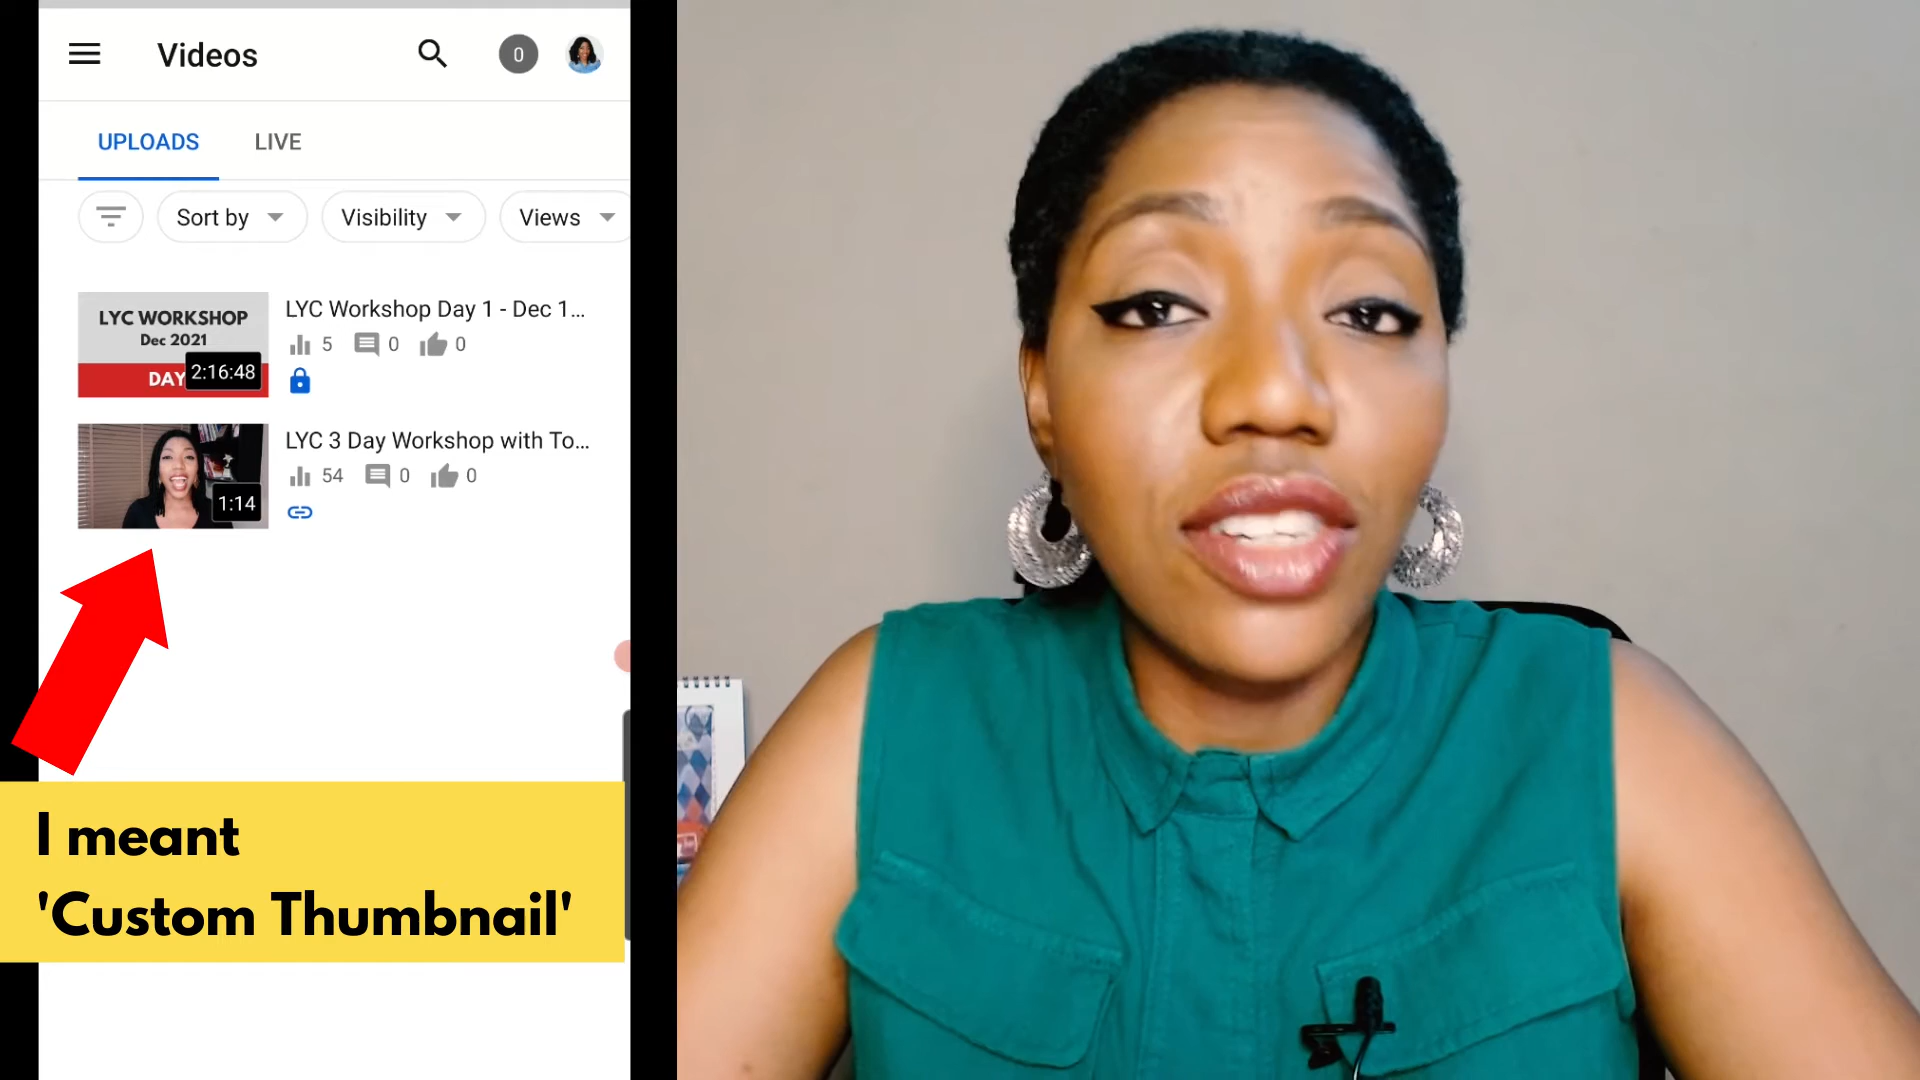 Videos
0
UPLOADS LIVE
Sort by Visibility Views
LYC WORKSHOP
Dec 2021
DAY
2:16:48
LYC Workshop Day 1 - Dec 1...
5 0 0
1:14
LYC 3 Day Workshop with To...
54 0 0
I meant
'Custom Thumbnail'